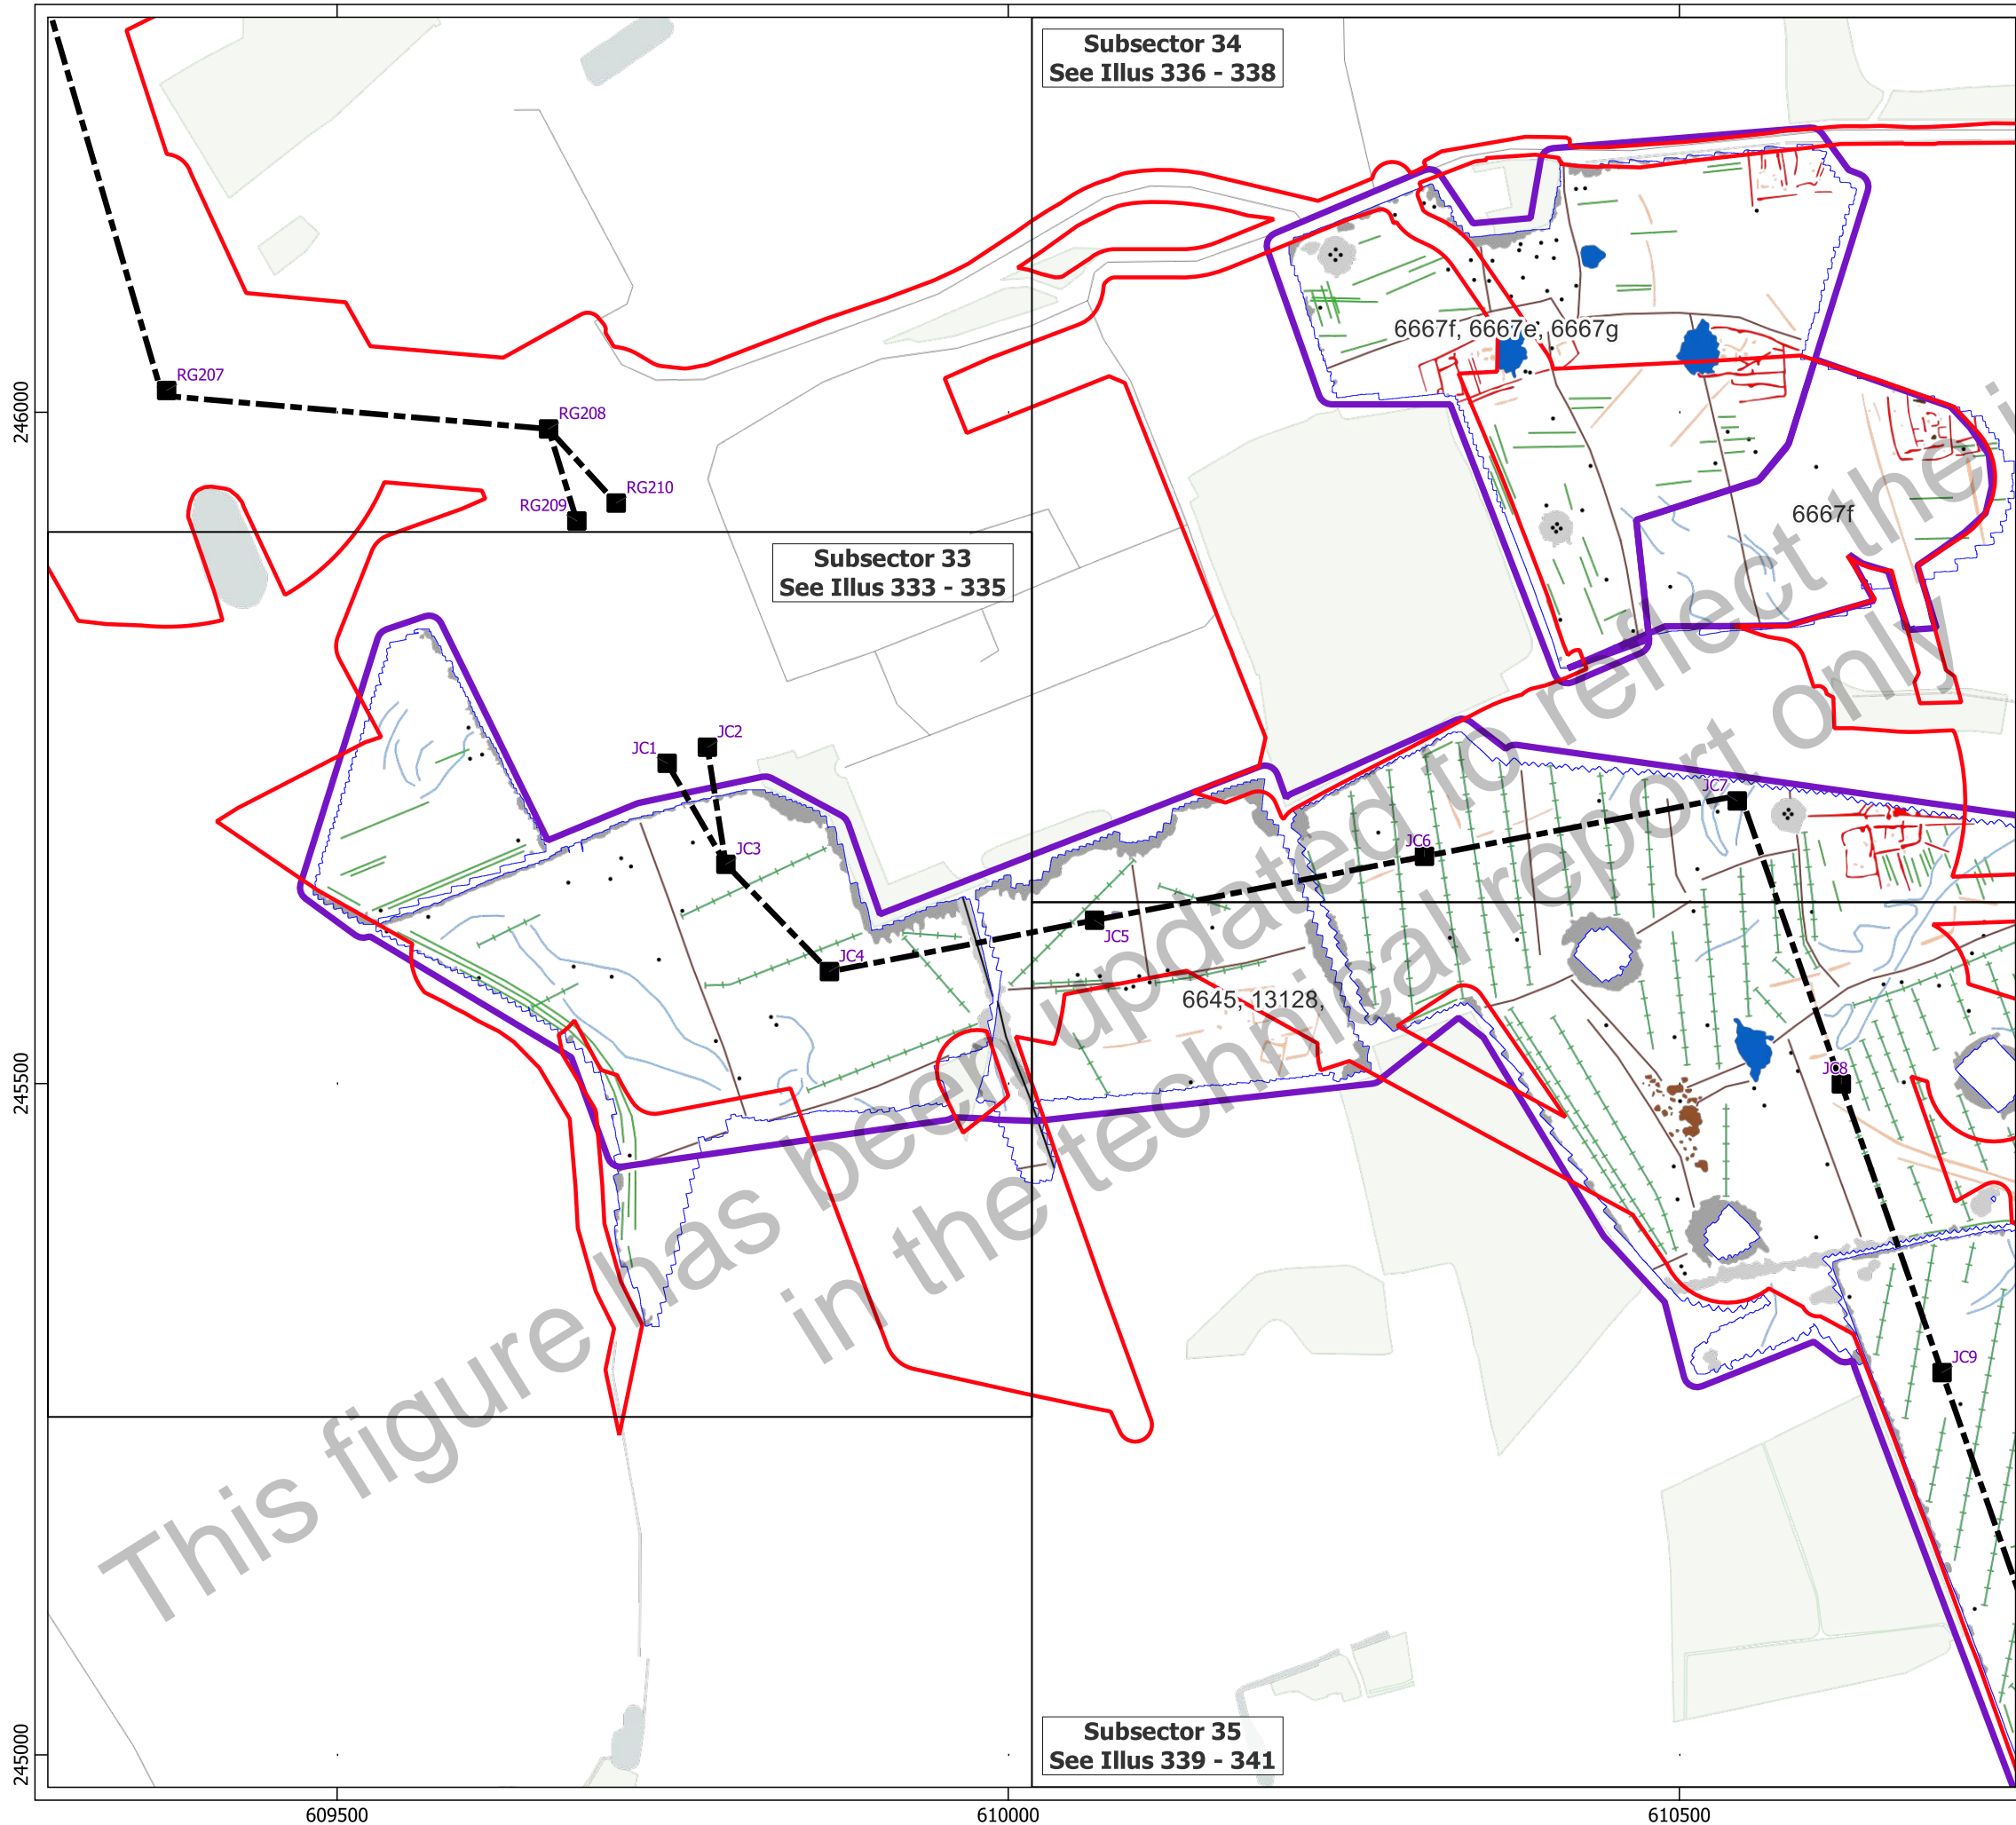 Subsector 34
See Illus 336 - 338
6667f, 6667e, 6667g
RG207
246000
RG208
RG210
RG209
6667f
Subsector 33
See Illus 333 - 335
JC1
JC2
JC7
JC6
JC3
JC5
JC4
6645, 13128,
245500
JC8
JC9
This figure has been updated to reflect the
in the technical report only
Subsector 35
See Illus 339 - 341
245000
609500
610000
610500